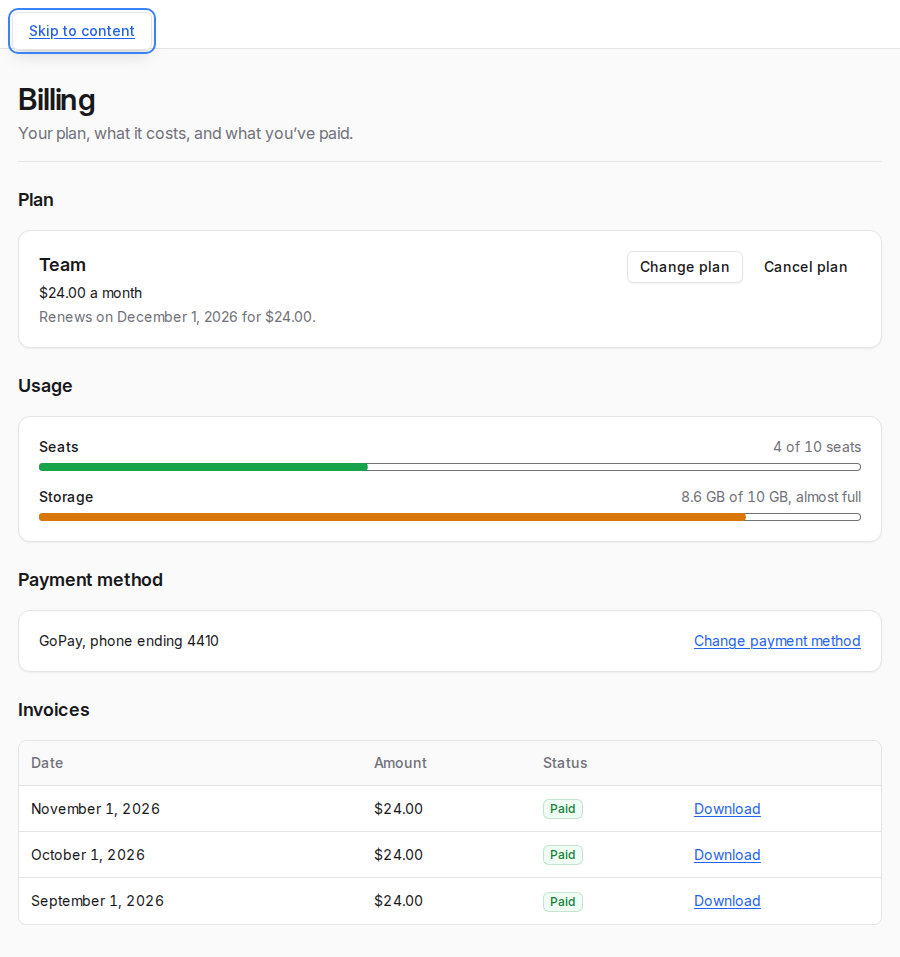 Skip to content
Billing
Your plan, what it costs, and what you’ve paid.
Plan
Team
Change plan
Cancel plan
$24.00 a month
Renews on December 1, 2026 for $24.00.
Usage
Seats
4 of 10 seats
Storage
8.6 GB of 10 GB, almost full
Payment method
GoPay, phone ending 4410
Change payment method
Invoices
Date Amount Status
November 1, 2026 $24.00 Paid Download
October 1, 2026 $24.00 Paid Download
September 1, 2026 $24.00 Paid Download